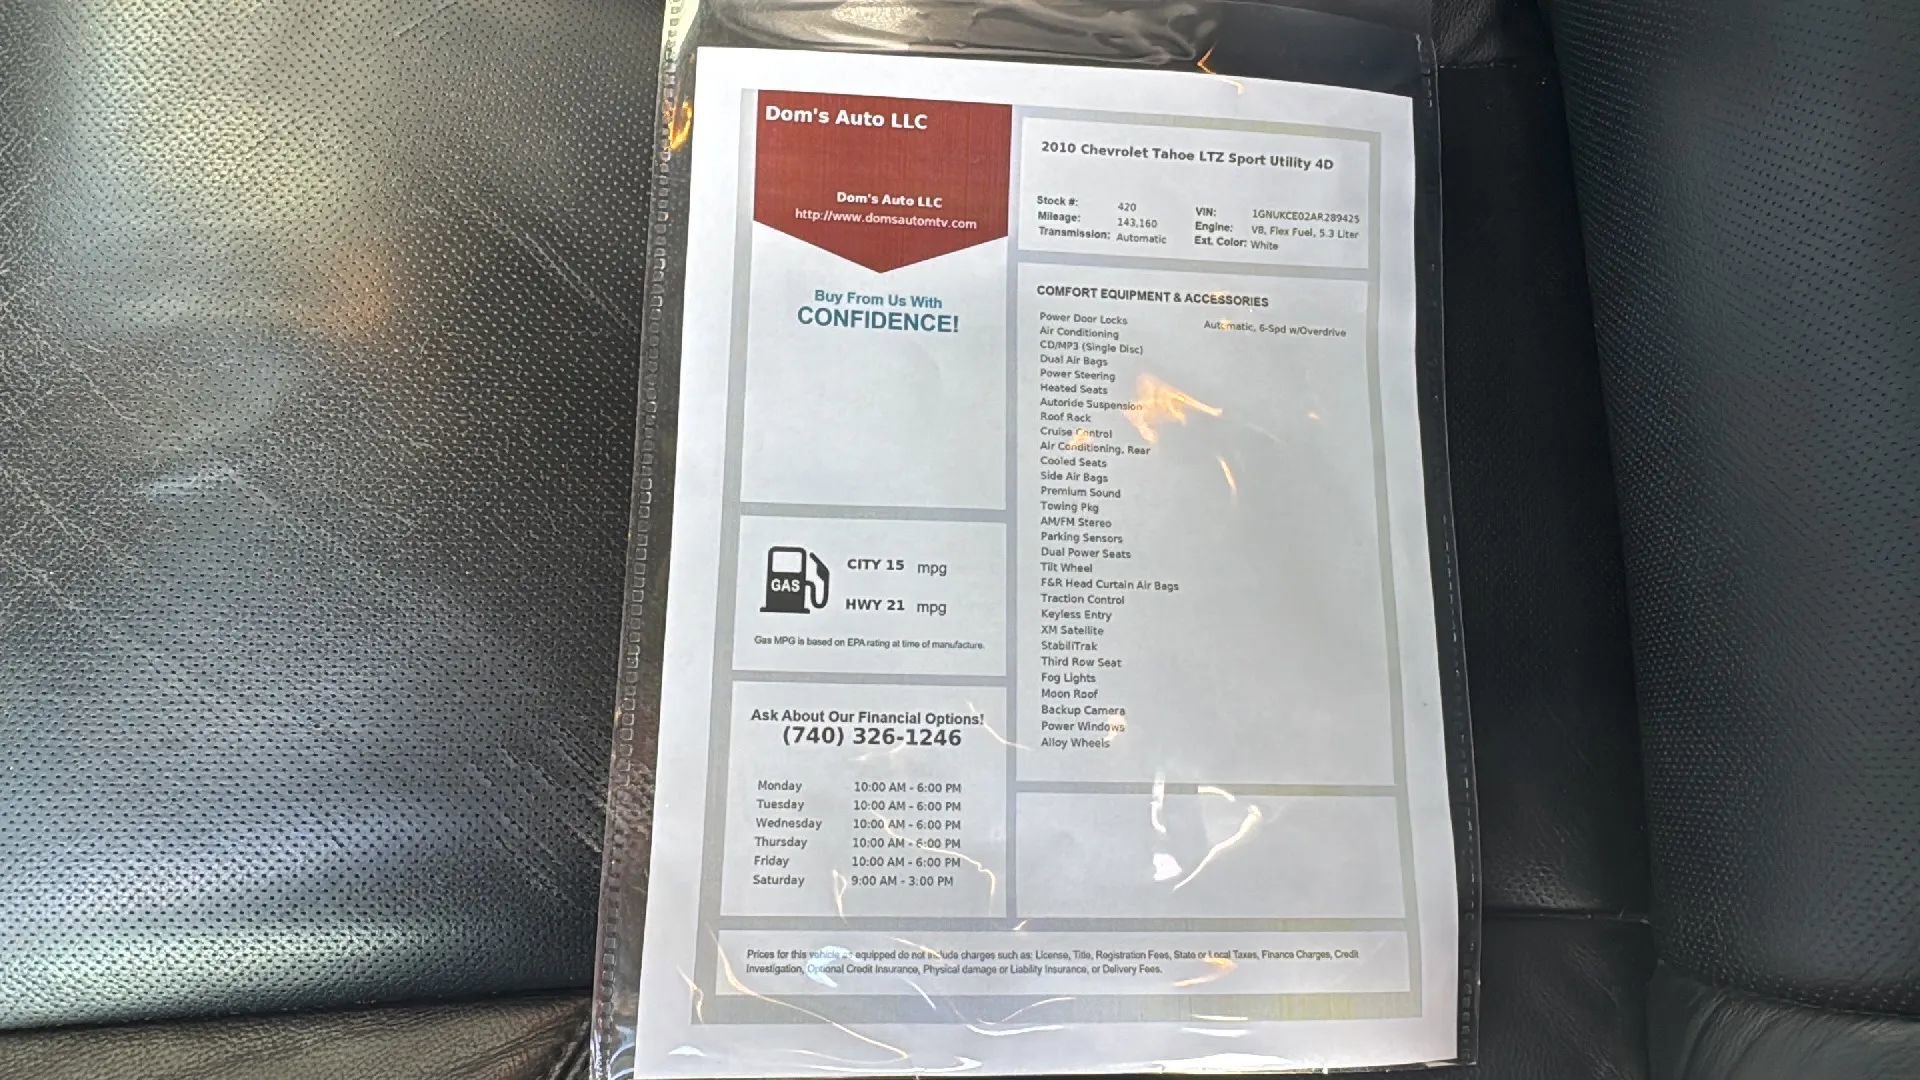 Dom's Auto LLC
Dom's Auto LLC
http://www.domsautomtv.com
Buy From Us With
CONFIDENCE!
GAS
CITY 15 mpg
HWY 21 mpg
Gas MPG is based on EPA rating at time of manufacture.
Ask About Our Financial Options!
(740) 326-1246
Monday 10:00 AM - 6:00 PM
Tuesday 10:00 AM - 6:00 PM
Wednesday 10:00 AM - 6:00 PM
Thursday 10:00 AM - 6:00 PM
Friday 10:00 AM - 6:00 PM
Saturday 9:00 AM - 3:00 PM
2010 Chevrolet Tahoe LTZ Sport Utility 4D
Stock #: 420 VIN: 1GNUKCE02AR289425
Mileage: 143,160 Engine: V8, Flex Fuel, 5.3 Liter
Transmission: Automatic Ext. Color: White
COMFORT EQUIPMENT & ACCESSORIES
Power Door Locks Automatic, 6-Spd w/Overdrive
Air Conditioning
CD/MP3 (Single Disc)
Dual Air Bags
Power Steering
Heated Seats
Autoride Suspension
Roof Rack
Cruise Control
Air Conditioning, Rear
Cooled Seats
Side Air Bags
Premium Sound
Towing Pkg
AM/FM Stereo
Parking Sensors
Dual Power Seats
Tilt Wheel
F&R Head Curtain Air Bags
Traction Control
Keyless Entry
XM Satellite
StabiliTrak
Third Row Seat
Fog Lights
Moon Roof
Backup Camera
Power Windows
Alloy Wheels
Prices for this vehicle as equipped do not include charges such as: License, Title, Registration Fees, State or Local Taxes, Finance Charges, Credit
Investigation, Optional Credit Insurance, Physical damage or Liability Insurance, or Delivery Fees.